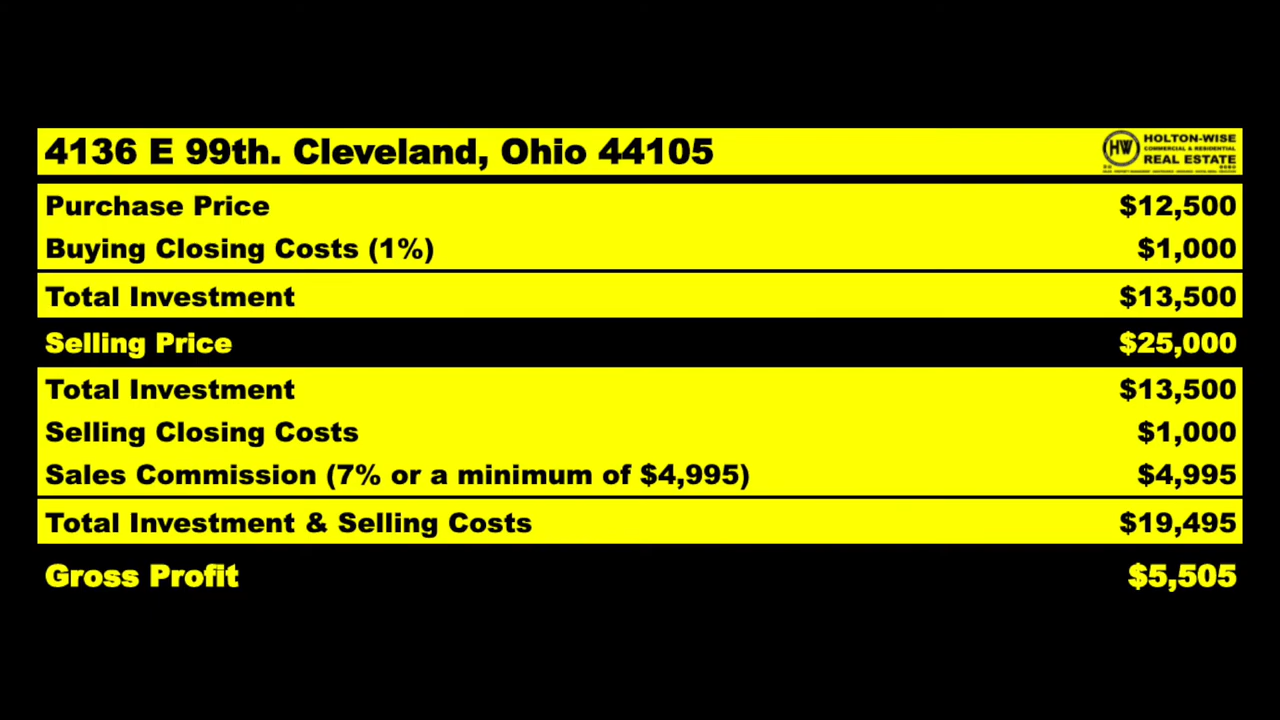 4136 E 99th. Cleveland, Ohio 44105
HW
HOLTON-WISE
COMMERCIAL & RESIDENTIAL
REAL ESTATE
Purchase Price $12,500
Buying Closing Costs (1%) $1,000
Total Investment $13,500
Selling Price $25,000
Total Investment $13,500
Selling Closing Costs $1,000
Sales Commission (7% or a minimum of $4,995) $4,995
Total Investment & Selling Costs $19,495
Gross Profit $5,505